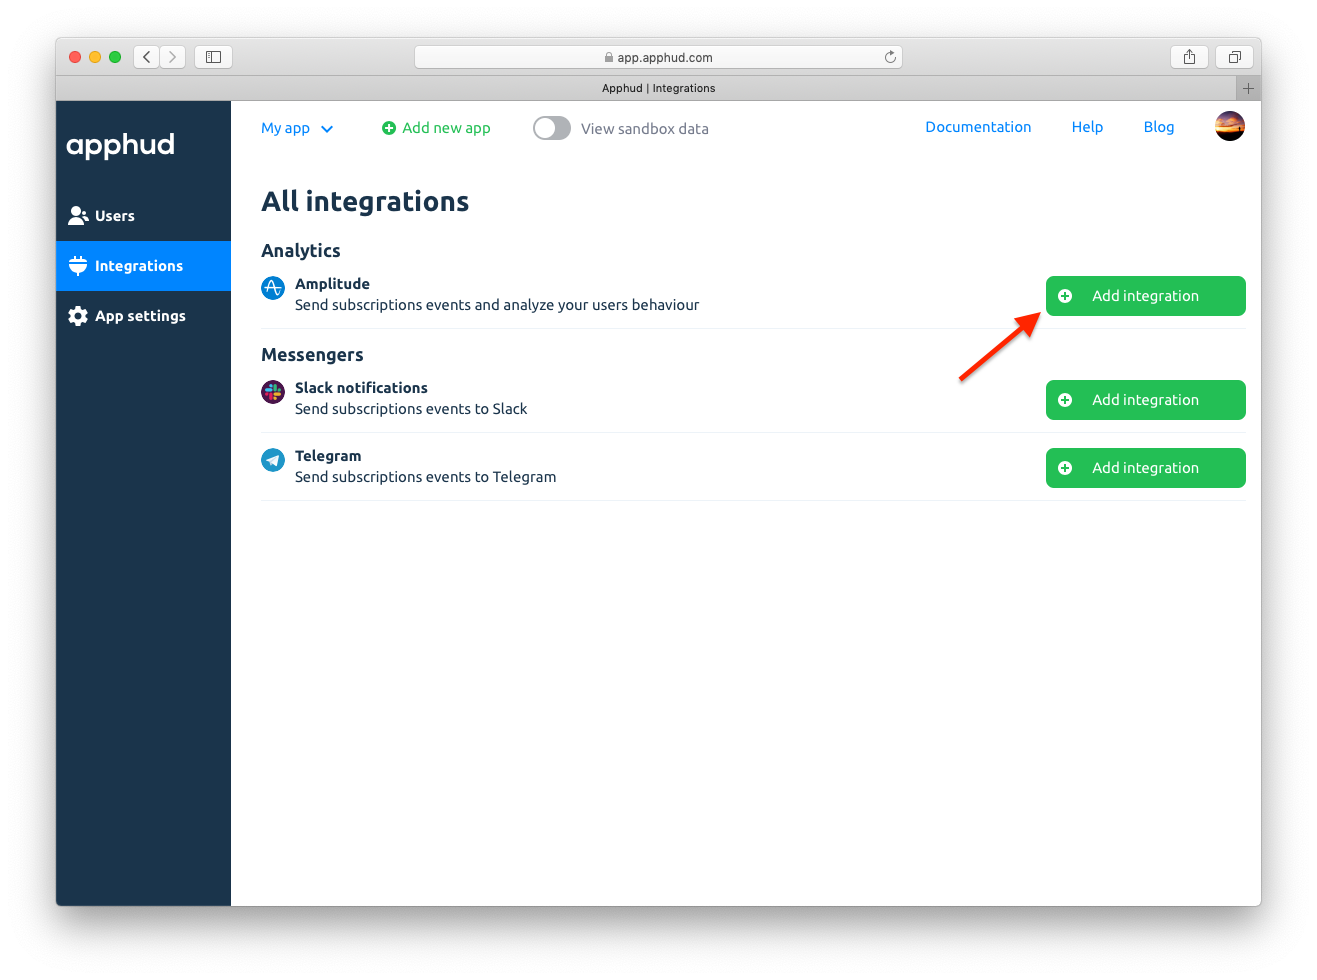 app.apphud.com
Apphud | Integrations
apphud
My app
Add new app
View sandbox data
Documentation
Help
Blog
Users
Integrations
App settings
All integrations
Analytics
Amplitude
Send subscriptions events and analyze your users behaviour
Add integration
Messengers
Slack notifications
Send subscriptions events to Slack
Add integration
Telegram
Send subscriptions events to Telegram
Add integration